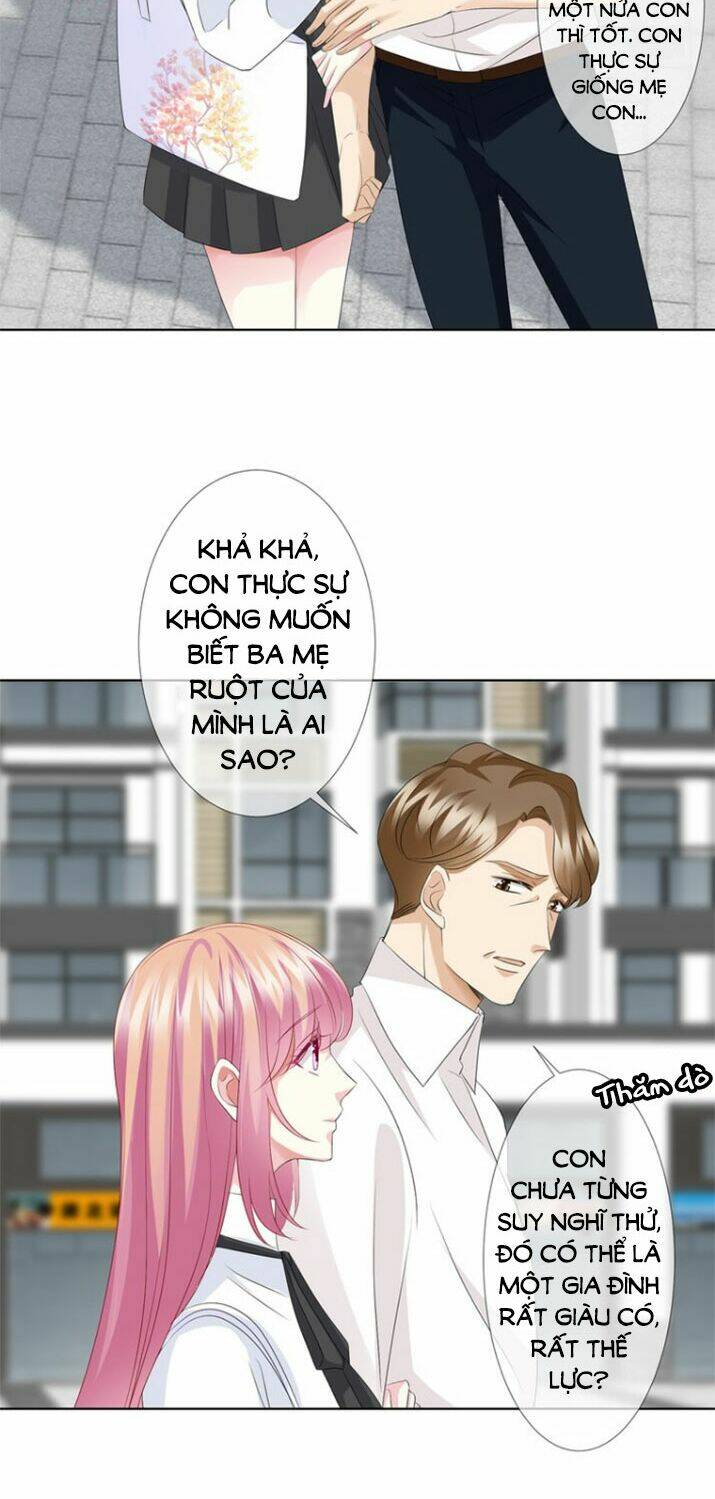 MỘT NỬA CON
THÌ TỐT. CON
THỰC SỰ
GIỐNG MẸ
CON...
KHẢ KHẢ,
CON THỰC SỰ
KHÔNG MUỐN
BIẾT BA MẸ
RUỘT CỦA
MÌNH LÀ AI
SAO?
Thăm dò
CON
CHƯA TỪNG
SUY NGHĨ THỬ,
ĐÓ CÓ THỂ LÀ
MỘT GIA ĐÌNH
RẤT GIÀU CÓ,
RẤT THẾ
LỰC?